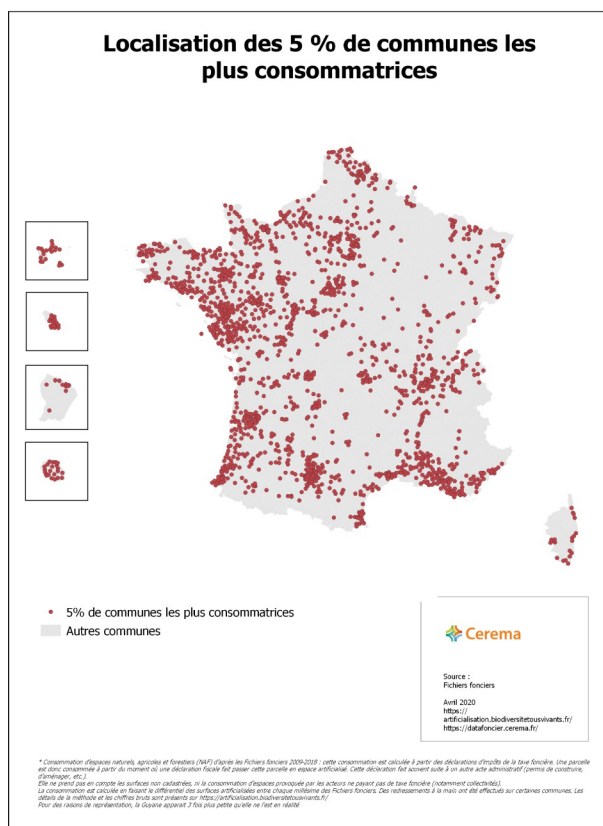 Localisation des 5 % de communes les
plus consommatrices
5% de communes les plus consommatrices
Autres communes
Cerema
Source :
Fichiers fonciers
Avril 2020
https://
artificialisation.biodiversitetousvivants.fr/
https://datafoncier.cerema.fr/
* Consommation d'espaces naturels, agricoles et forestiers (NAF) d'après les Fichiers fonciers 2009-2018 : cette consommation est calculée à partir des déclarations d'impôts de la taxe foncière. Une parcelle
est donc consommée à partir du moment où une déclaration fiscale fait passer cette parcelle en espace artificialisé. Cette déclaration fait souvent suite à un autre acte administratif (permis de construire,
d'aménager, etc.).
Elle ne prend pas en compte les surfaces non cadastrées, ni la consommation d'espaces provoquée par les acteurs ne payant pas de taxe foncière (notamment collectivités).
La consommation est calculée en faisant le différentiel des surfaces artificialisées entre chaque millésime des Fichiers fonciers. Des redressements à la main ont été effectués sur certaines communes. Les
détails de la méthode et les chiffres bruts sont présents sur https://artificialisation.biodiversitetousvivants.fr/
Pour des raisons de représentation, la Guyane apparait 3 fois plus petite qu'elle ne l'est en réalité